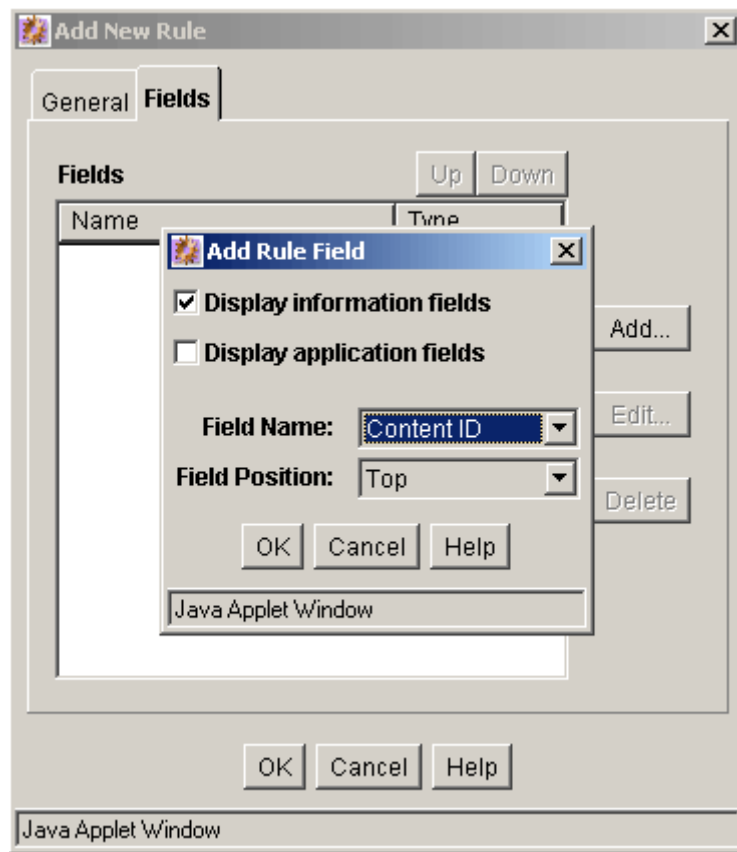 Add New Rule
General Fields
Fields Up Down
Name Type
Add Rule Field
Display information fields
Display application fields
Field Name: Content ID
Field Position: Top
OK Cancel Help
Java Applet Window
Add...
Edit...
Delete
OK Cancel Help
Java Applet Window